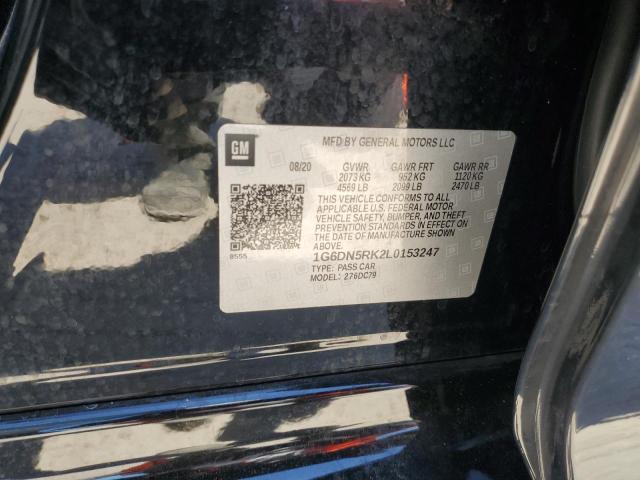 GM
MFD BY GENERAL MOTORS LLC
08/20 GVWR GAWR FRT GAWR RR
2073 KG 952 KG 1120 KG
4569 LB 2099 LB 2470 LB
THIS VEHICLE CONFORMS TO ALL
APPLICABLE U.S. FEDERAL MOTOR
VEHICLE SAFETY, BUMPER, AND THEFT
PREVENTION STANDARDS IN EFFECT ON
THE DATE OF MANUFACTURE SHOWN ABOVE.
8555 1G6DN5RK2L0153247
TYPE: PASS CAR
MODEL: 276DC79